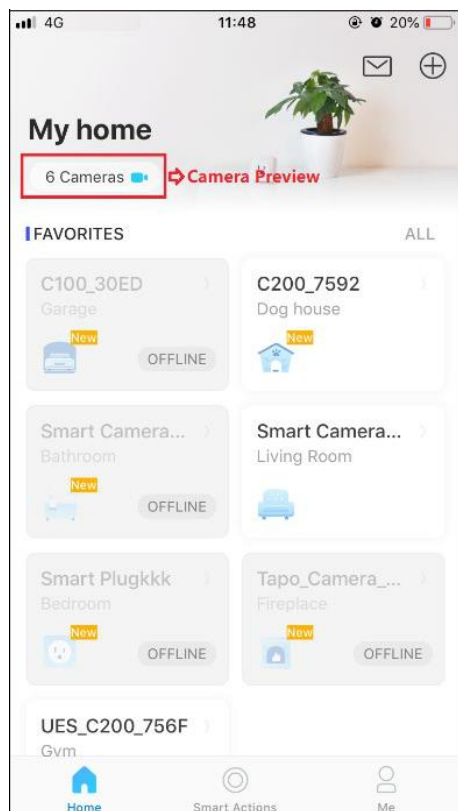 4G 11:48 20%
My home
6 Cameras Camera Preview
FAVORITES ALL
C100_30ED
Garage
New
OFFLINE
C200_7592
Dog house
New
Smart Camera...
Bathroom
New
OFFLINE
Smart Camera...
Living Room
Smart Plugkkk
Bedroom
New
OFFLINE
Tapo_Camera_...
Fireplace
New
OFFLINE
UES_C200_756F
Gym
Home Smart Actions Me